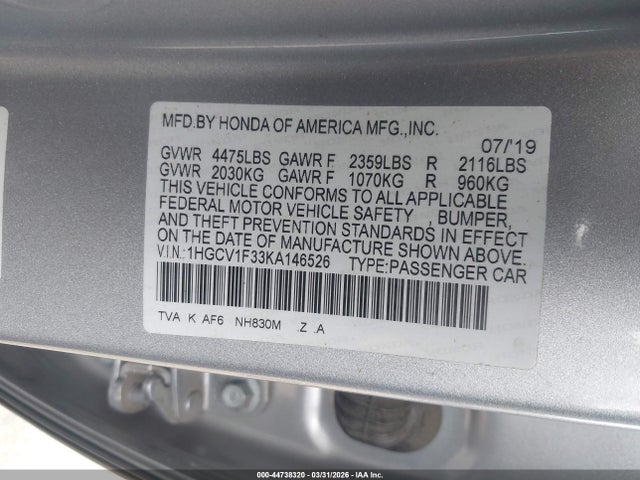 MFD.BY HONDA OF AMERICA MFG.,INC.
07/'19
GVWR 4475LBS GAWR F 2359LBS R 2116LBS
GVWR 2030KG GAWR F 1070KG R 960KG
THIS VEHICLE CONFORMS TO ALL APPLICABLE
FEDERAL MOTOR VEHICLE SAFETY , BUMPER,
AND THEFT PREVENTION STANDARDS IN EFFECT
ON THE DATE OF MANUFACTURE SHOWN ABOVE.
V.I.N.: 1HGCV1F33KA146526 TYPE:PASSENGER CAR
TVA K AF6 NH830M .Z .A
000-44738320 | 03/31/2026 | IAA Inc.